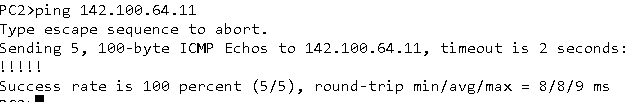 PC2>ping 142.100.64.11
Type escape sequence to abort.
Sending 5, 100-byte ICMP Echos to 142.100.64.11, timeout is 2 seconds:
!!!!!
Success rate is 100 percent (5/5), round-trip min/avg/max = 8/8/9 ms